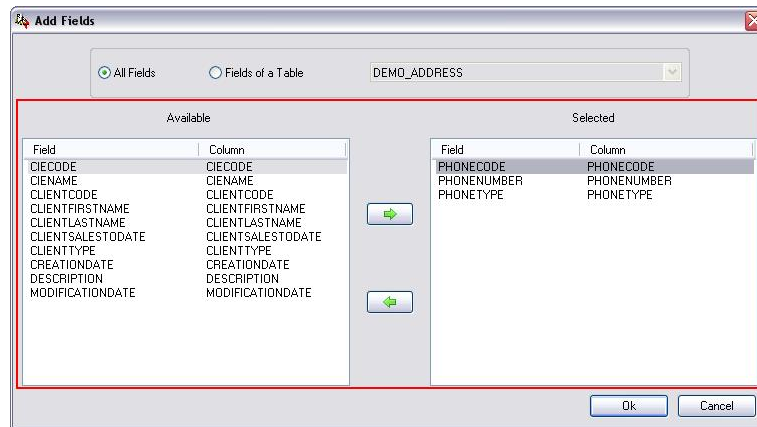 Add Fields
All Fields Fields of a Table DEMO_ADDRESS
Available Selected
Field Column Field Column
CIECODE CIECODE PHONECODE PHONECODE
CIENAME CIENAME PHONENUMBER PHONENUMBER
CLIENTCODE CLIENTCODE PHONETYPE PHONETYPE
CLIENTFIRSTNAME CLIENTFIRSTNAME
CLIENTLASTNAME CLIENTLASTNAME
CLIENTSALESTODATE CLIENTSALESTODATE
CLIENTTYPE CLIENTTYPE
CREATIONDATE CREATIONDATE
DESCRIPTION DESCRIPTION
MODIFICATIONDATE MODIFICATIONDATE
Ok Cancel